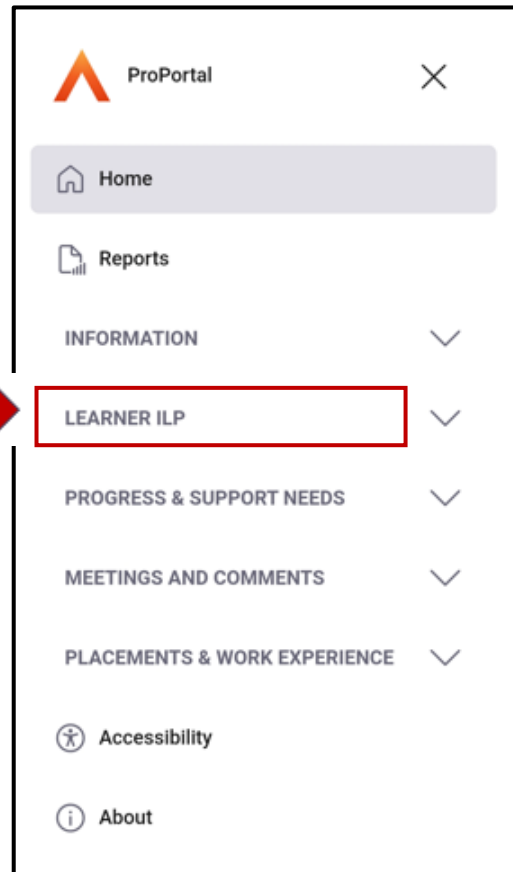 ProPortal
Home
Reports
INFORMATION
LEARNER ILP
PROGRESS & SUPPORT NEEDS
MEETINGS AND COMMENTS
PLACEMENTS & WORK EXPERIENCE
Accessibility
About